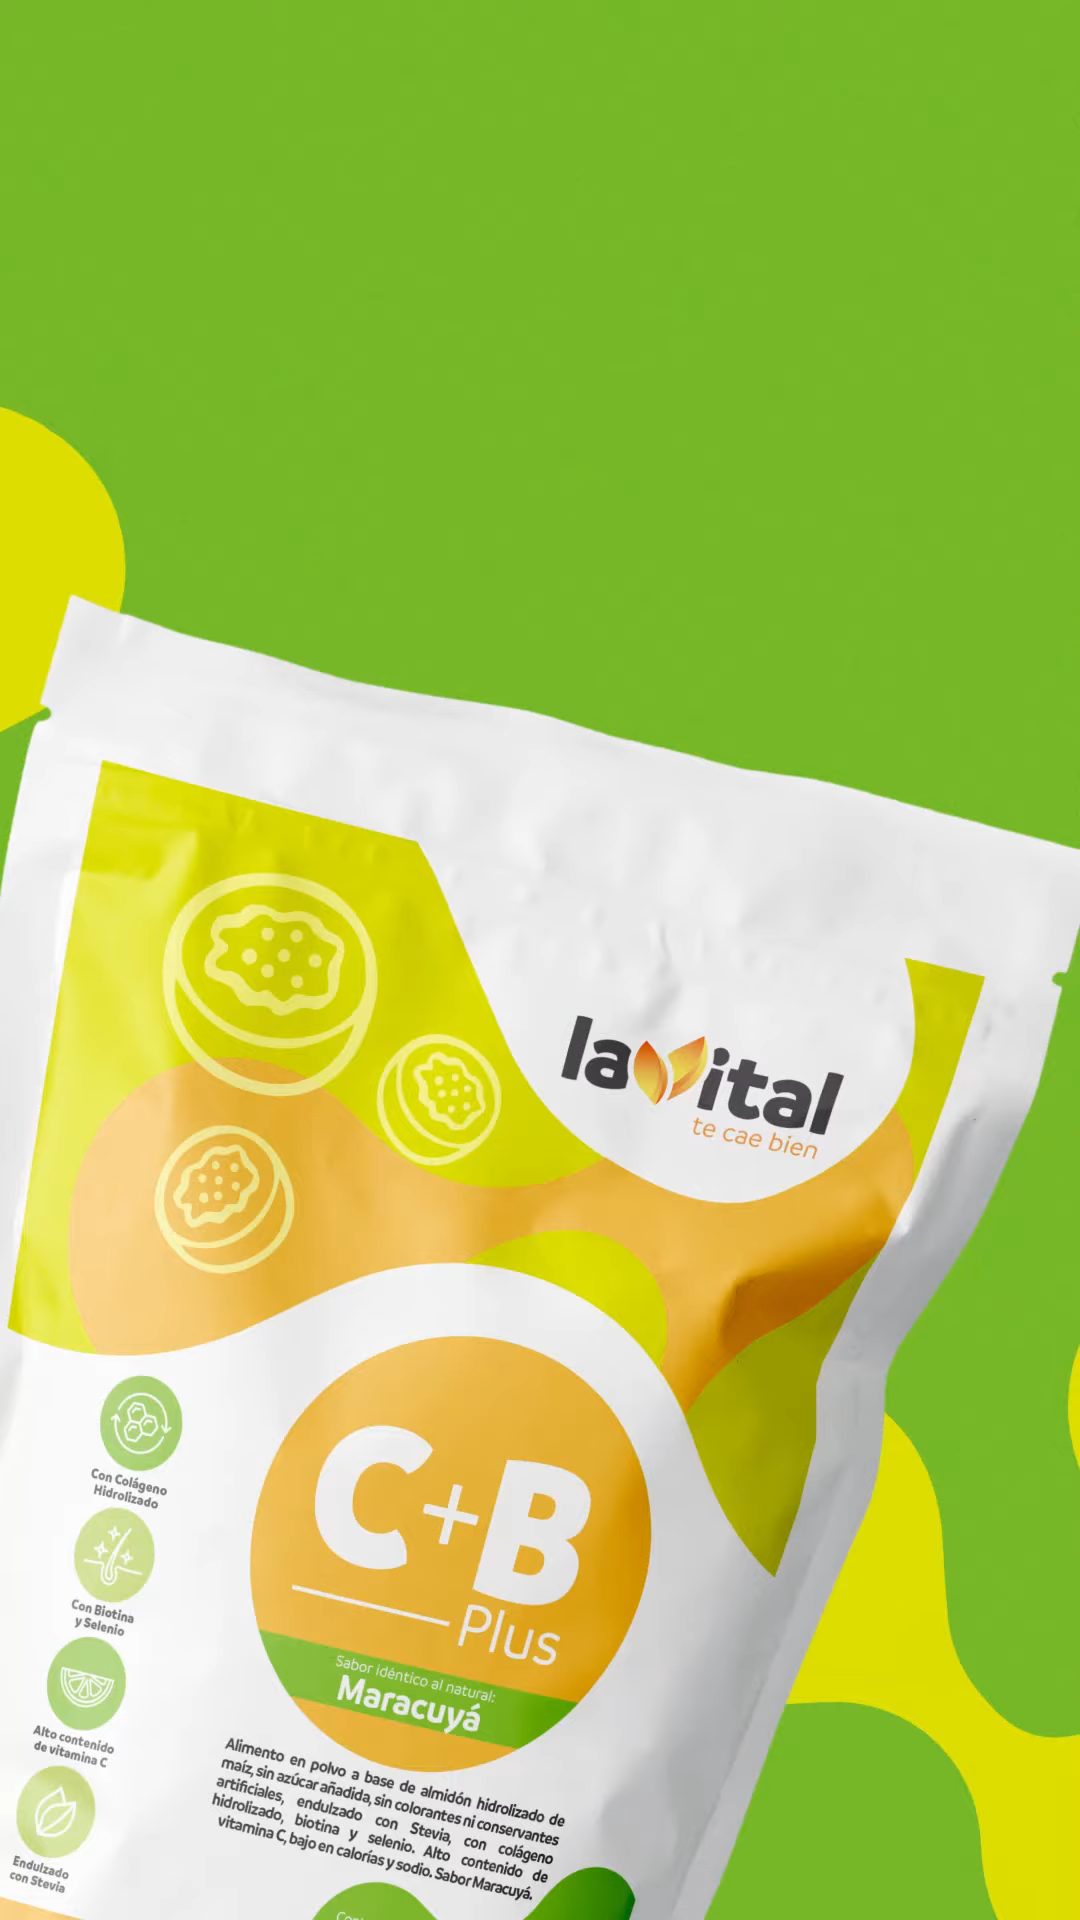 lavital
te cae bien
C+B
Plus
Sabor idéntico al natural:
Maracuyá
Con Colágeno
Hidrolizado
Con Biotina
y Selenio
Alto contenido
de vitamina C
Endulzado
con Stevia
Alimento en polvo a base de almidón hidrolizado de
maíz, sin azúcar añadida, sin colorantes ni conservantes
artificiales, endulzado con Stevia, con colágeno
hidrolizado, biotina y selenio. Alto contenido de
vitamina C, bajo en calorías y sodio. Sabor Maracuyá.